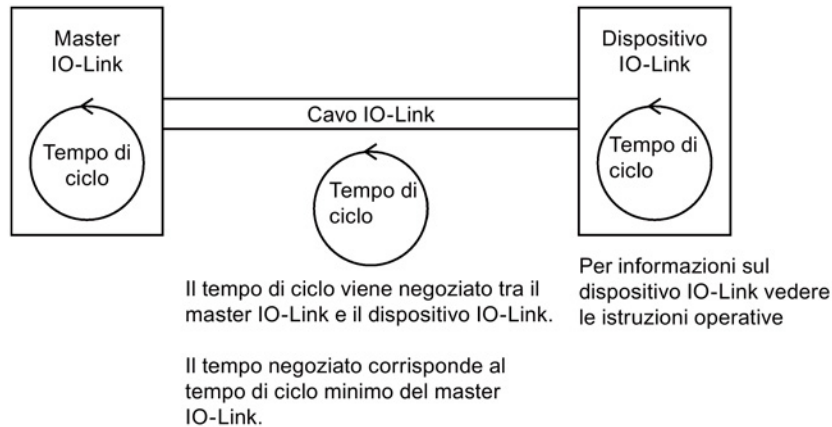 Master
IO-Link
Tempo di
ciclo
Cavo IO-Link
Tempo di
ciclo
Dispositivo
IO-Link
Tempo di
ciclo
Il tempo di ciclo viene negoziato tra il
master IO-Link e il dispositivo IO-Link.
Il tempo negoziato corrisponde al
tempo di ciclo minimo del master
IO-Link.
Per informazioni sul
dispositivo IO-Link vedere
le istruzioni operative